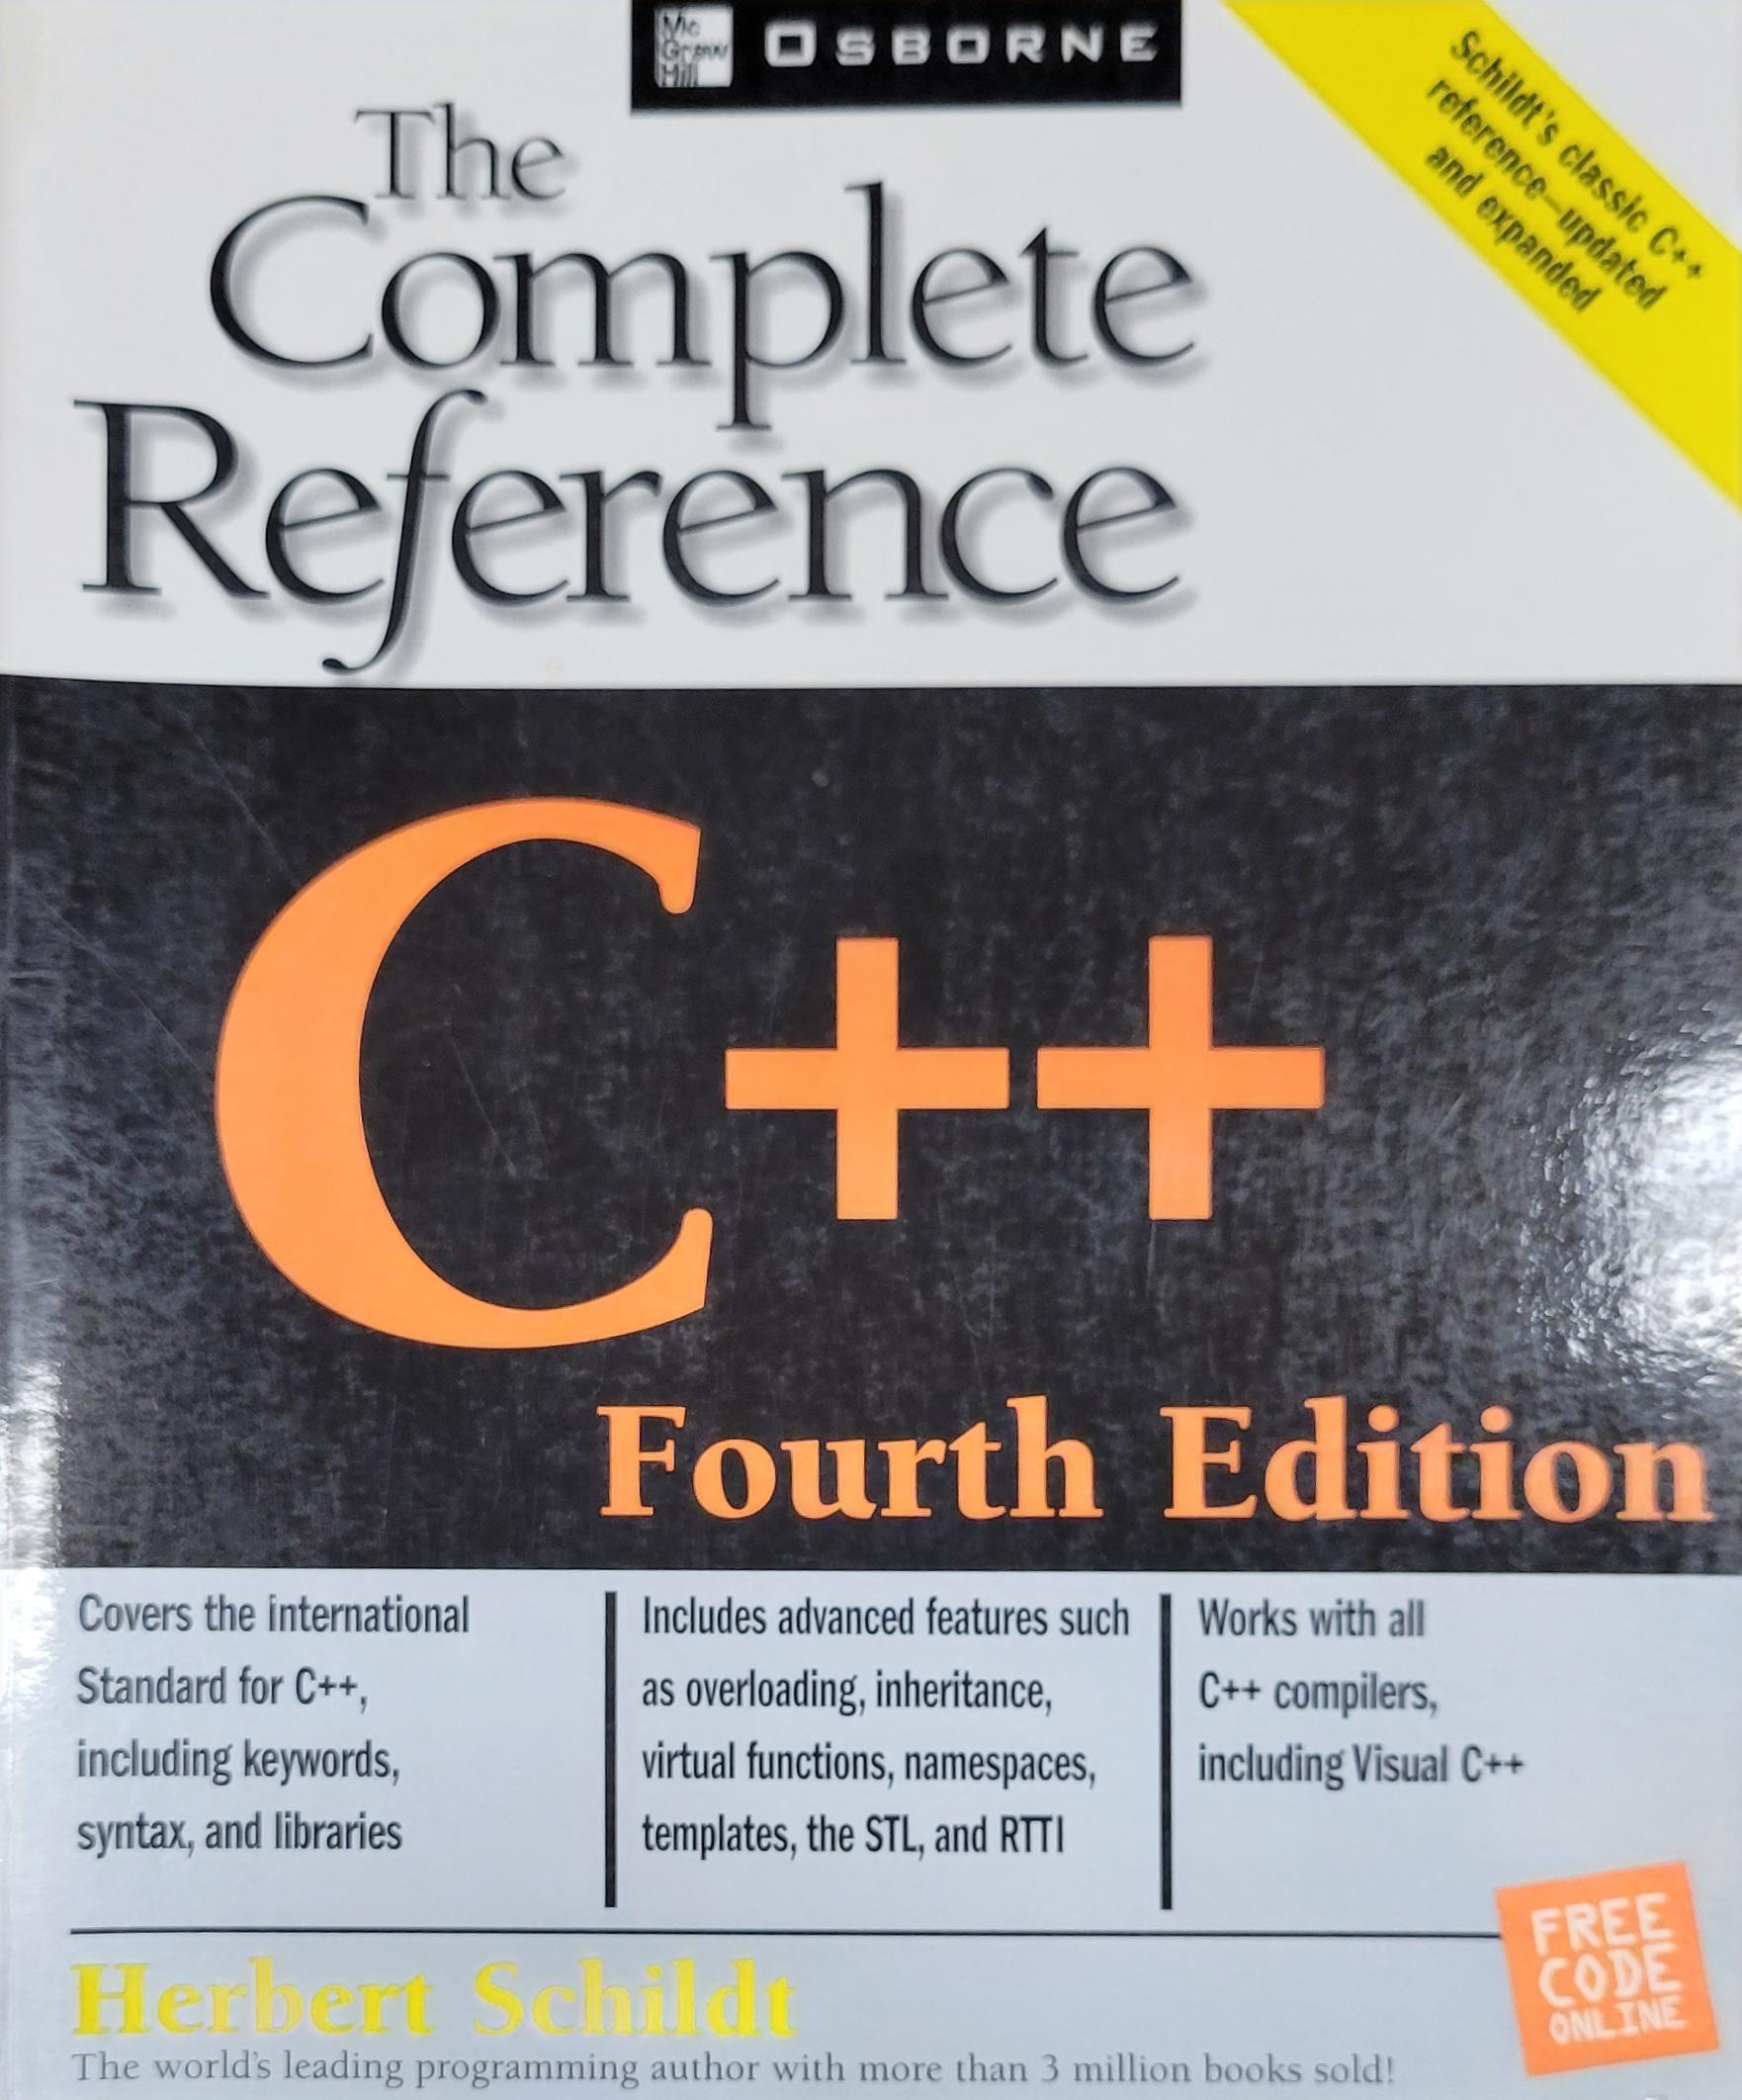 Mc
Graw
Hill
OSBORNE
Schildt's classic C++
reference—updated
and expanded
The
Complete
Reference
C++
Fourth Edition
Covers the international
Standard for C++,
including keywords,
syntax, and libraries
Includes advanced features such
as overloading, inheritance,
virtual functions, namespaces,
templates, the STL, and RTTI
Works with all
C++ compilers,
including Visual C++
FREE
CODE
ONLINE
Herbert Schildt
The world's leading programming author with more than 3 million books sold!